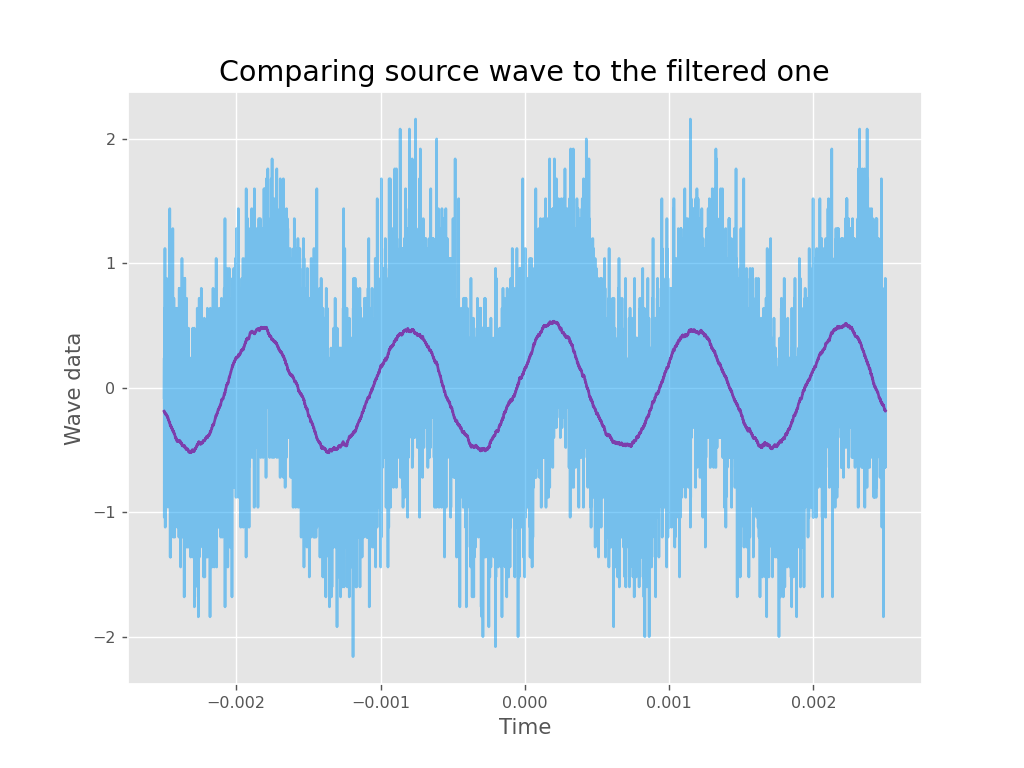 Comparing source wave to the filtered one
2
1
0
−1
−2
Wave data
−0.002 −0.001 0.000 0.001 0.002
Time